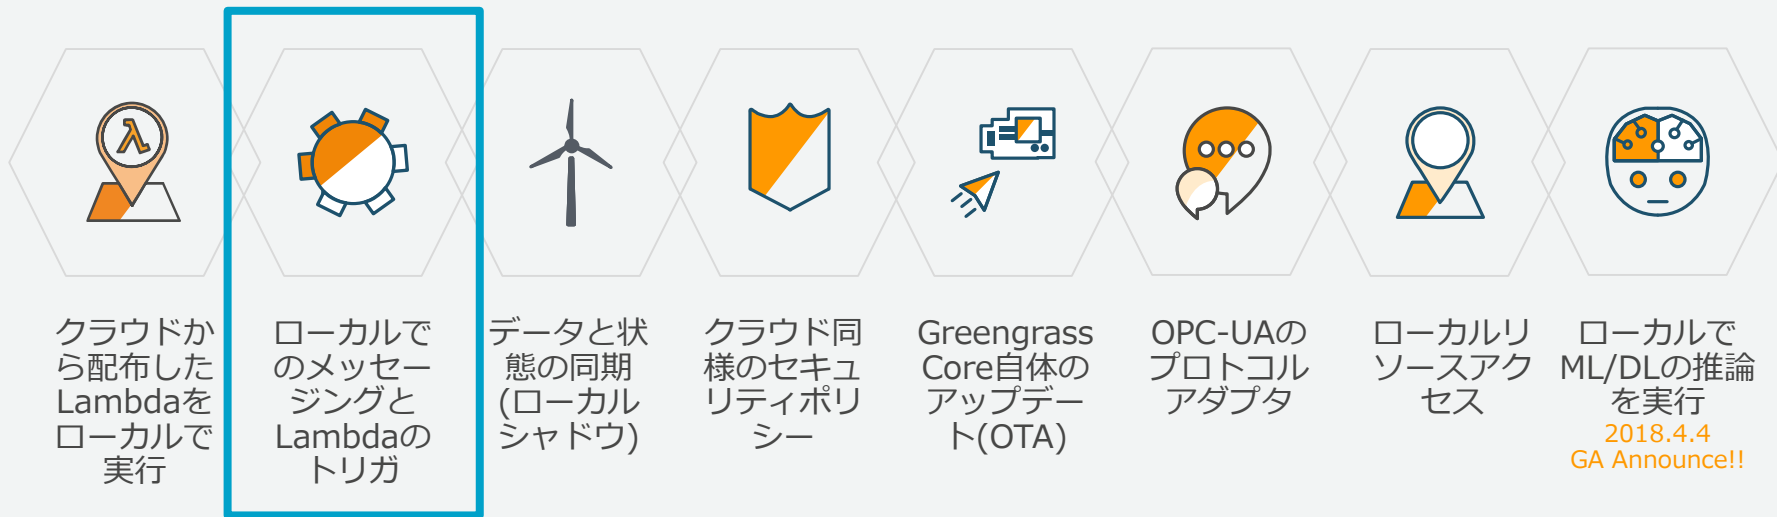 クラウドか
ら配布した
Lambdaを
ローカルで
実行
ローカルで
のメッセー
ジングと
Lambdaの
トリガ
データと状
態の同期
(ローカル
シャドウ)
クラウド同
様のセキュ
リティポリ
シー
Greengrass
Core自体の
アップデー
ト(OTA)
OPC-UAの
プロトコル
アダプタ
ローカルリ
ソースアク
セス
ローカルで
ML/DLの推論
を実行
2018.4.4
GA Announce!!